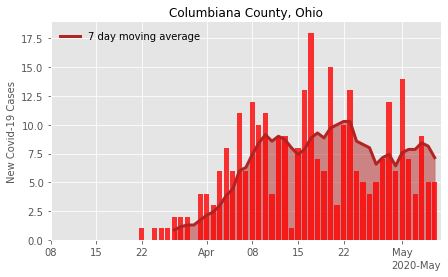 Columbiana County, Ohio
7 day moving average
New Covid-19 Cases
17.5
15.0
12.5
10.0
7.5
5.0
2.5
0.0
08 15 22 Apr 08 15 22 May
2020-May